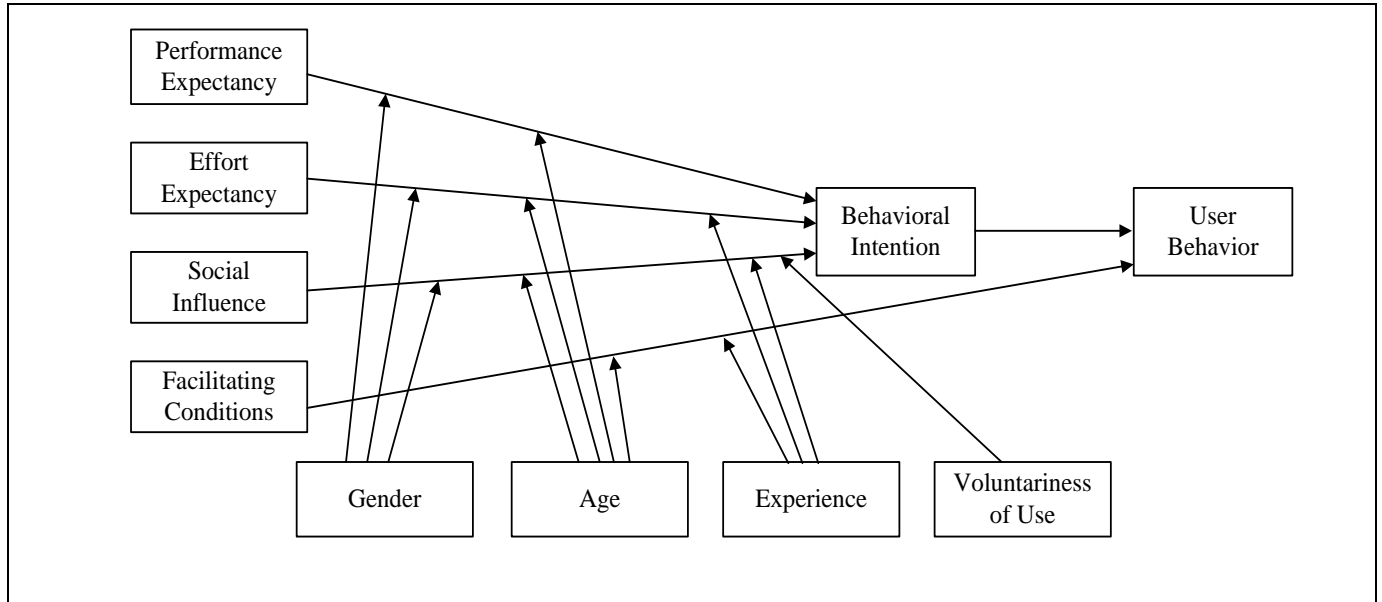 Performance
Expectancy
Effort
Expectancy
Social
Influence
Facilitating
Conditions
Behavioral
Intention
User
Behavior
Gender
Age
Experience
Voluntariness
of Use